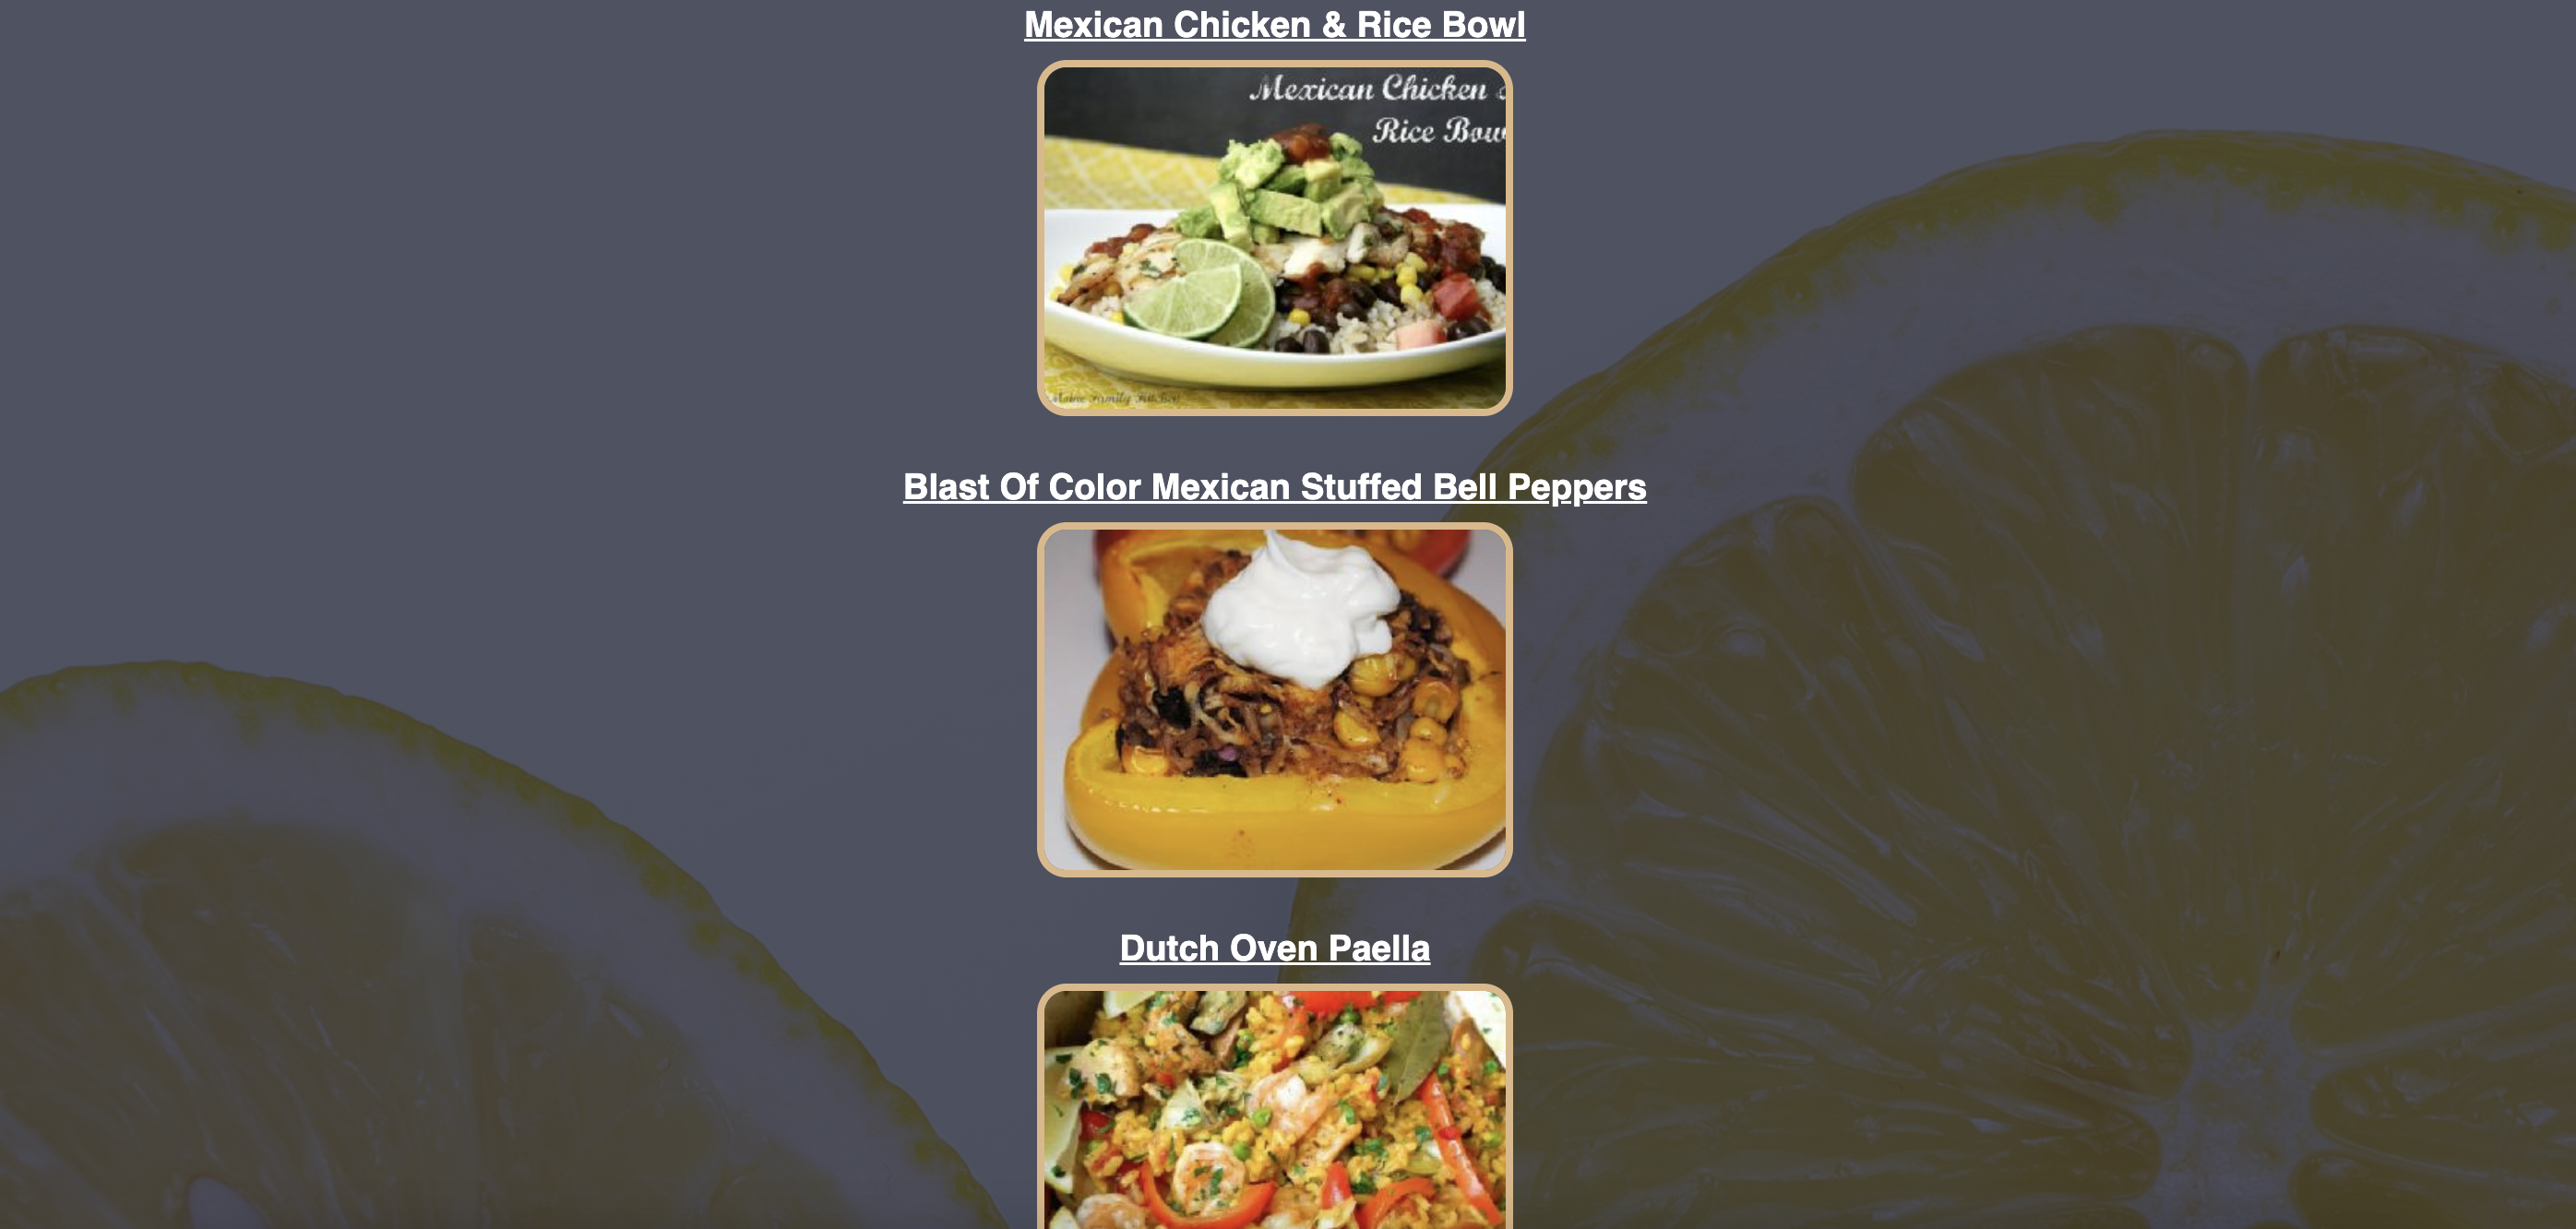 Mexican Chicken & Rice Bowl
Mexican Chicken
Rice Bow
Blast Of Color Mexican Stuffed Bell Peppers
Dutch Oven Paella